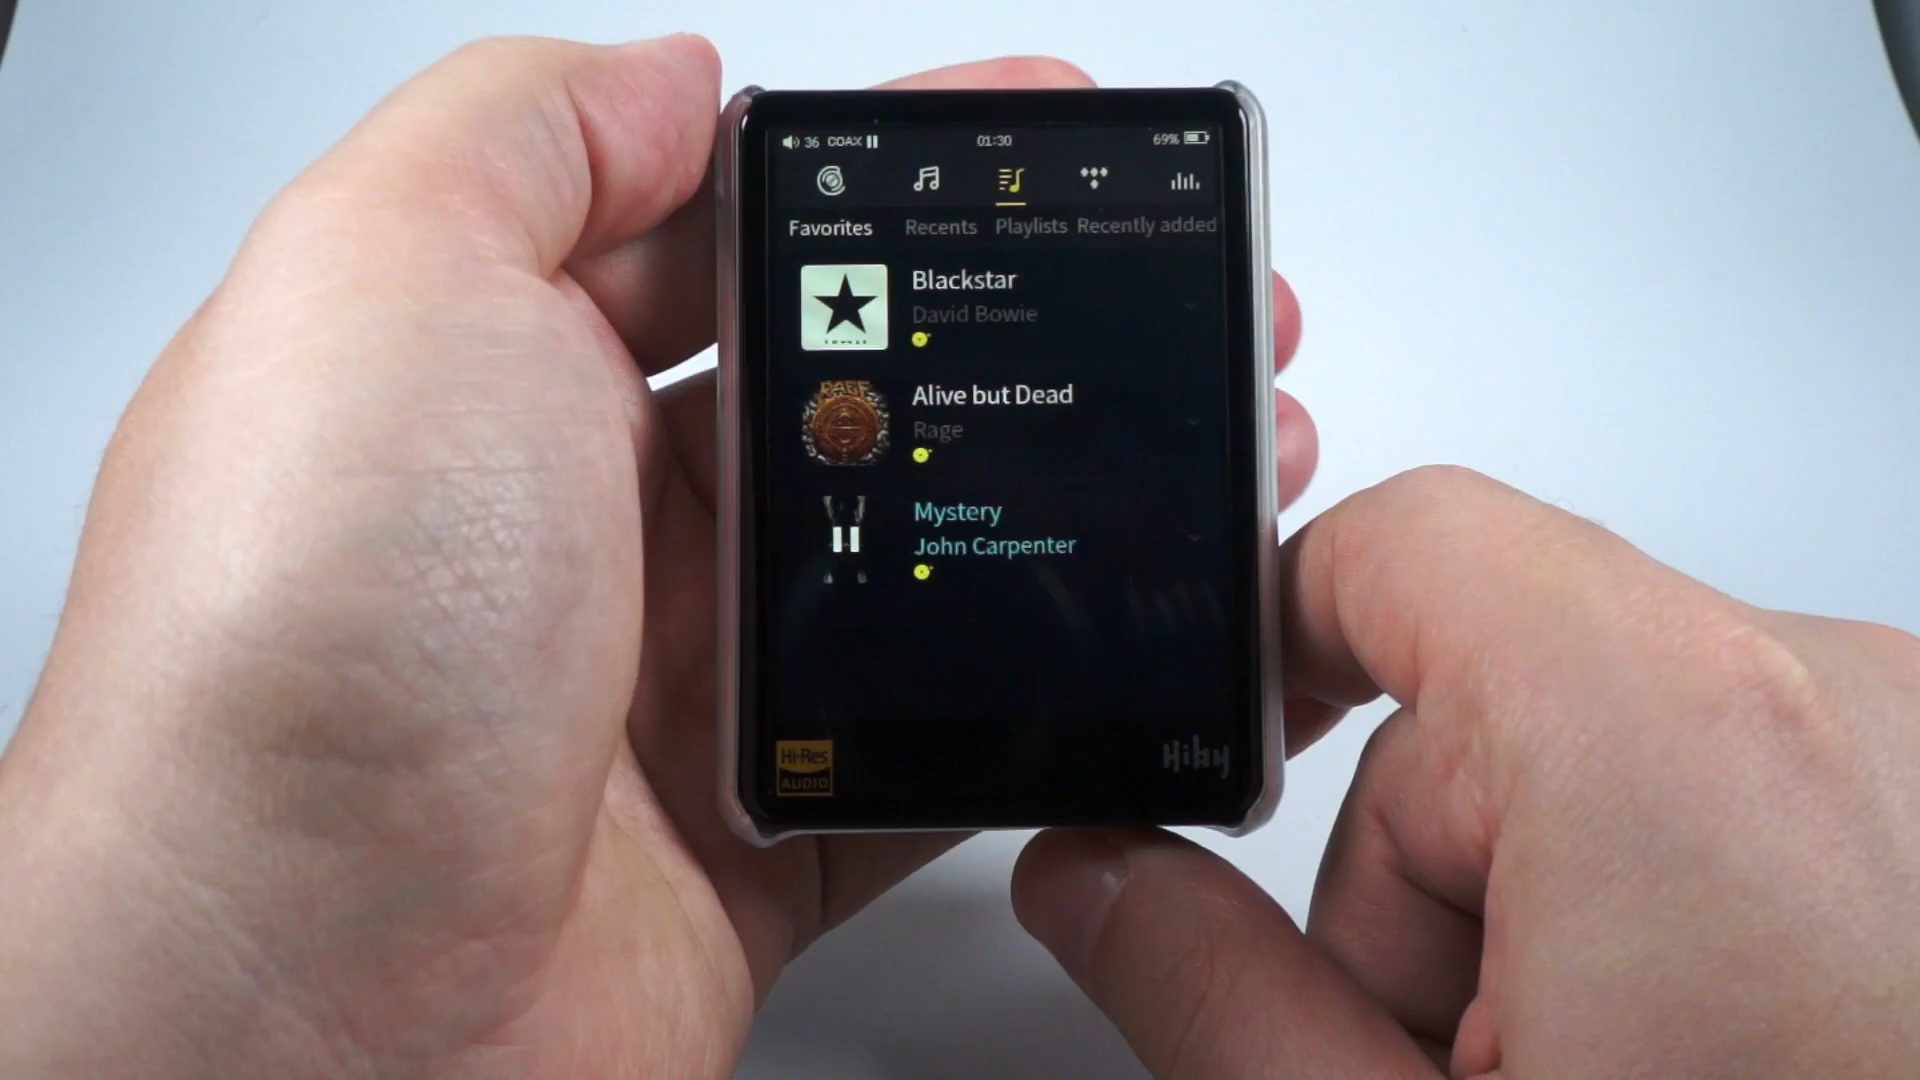 36 COAX 01:30 69%
Favorites Recents Playlists Recently added
Blackstar
David Bowie
Alive but Dead
Rage
Mystery
John Carpenter
Hi-Res
AUDIO
HiBy